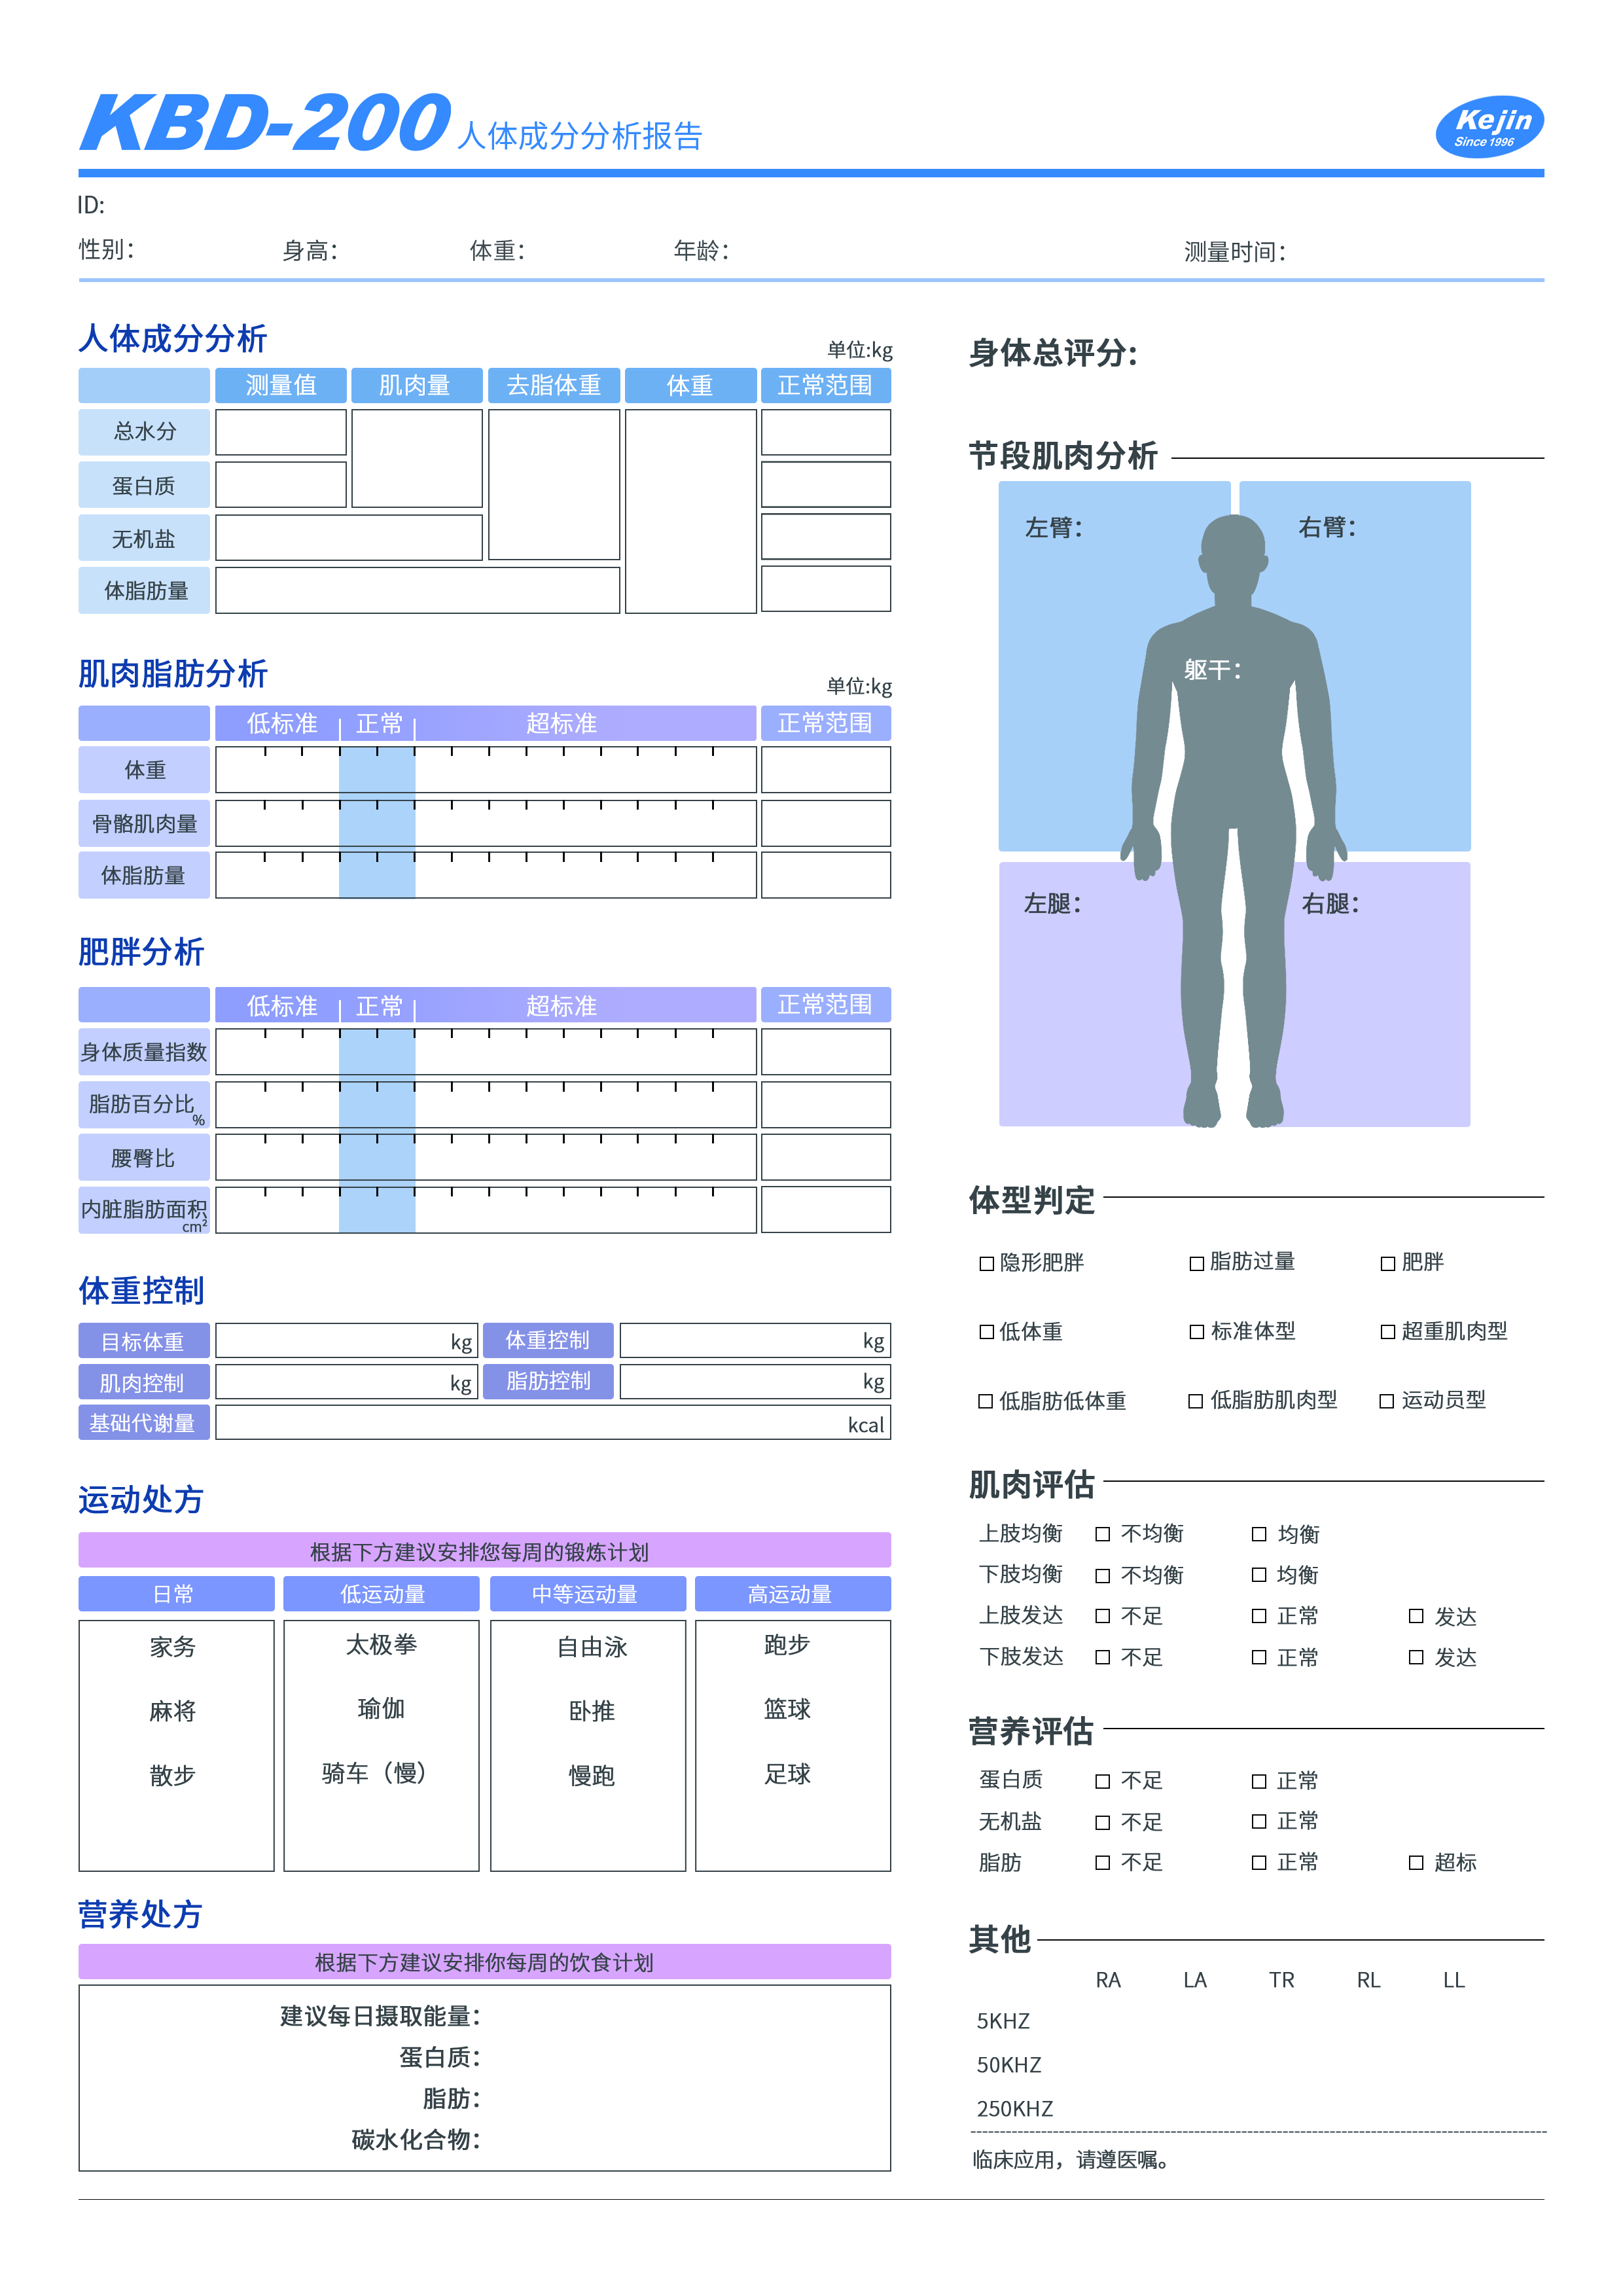 KBD-200 人体成分分析报告
Kejin
Since 1996
ID:
性别： 身高： 体重： 年龄： 测量时间：
人体成分分析 单位:kg
测量值 肌肉量 去脂体重 体重 正常范围
总水分
蛋白质
无机盐
体脂肪量
肌肉脂肪分析 单位:kg
低标准 正常 超标准 正常范围
体重
骨骼肌肉量
体脂肪量
肥胖分析
低标准 正常 超标准 正常范围
身体质量指数
脂肪百分比 %
腰臀比
内脏脂肪面积 cm²
体重控制
目标体重 kg 体重控制 kg
肌肉控制 kg 脂肪控制 kg
基础代谢量 kcal
运动处方
根据下方建议安排您每周的锻炼计划
日常 低运动量 中等运动量 高运动量
家务 太极拳 自由泳 跑步
麻将 瑜伽 卧推 篮球
散步 骑车（慢） 慢跑 足球
营养处方
根据下方建议安排你每周的饮食计划
建议每日摄取能量：
蛋白质：
脂肪：
碳水化合物：
身体总评分:
节段肌肉分析
左臂： 右臂：
躯干：
左腿： 右腿：
体型判定
隐形肥胖 脂肪过量 肥胖
低体重 标准体型 超重肌肉型
低脂肪低体重 低脂肪肌肉型 运动员型
肌肉评估
上肢均衡 不均衡 均衡
下肢均衡 不均衡 均衡
上肢发达 不足 正常 发达
下肢发达 不足 正常 发达
营养评估
蛋白质 不足 正常
无机盐 不足 正常
脂肪 不足 正常 超标
其他
RA LA TR RL LL
5KHZ
50KHZ
250KHZ
临床应用，请遵医嘱。